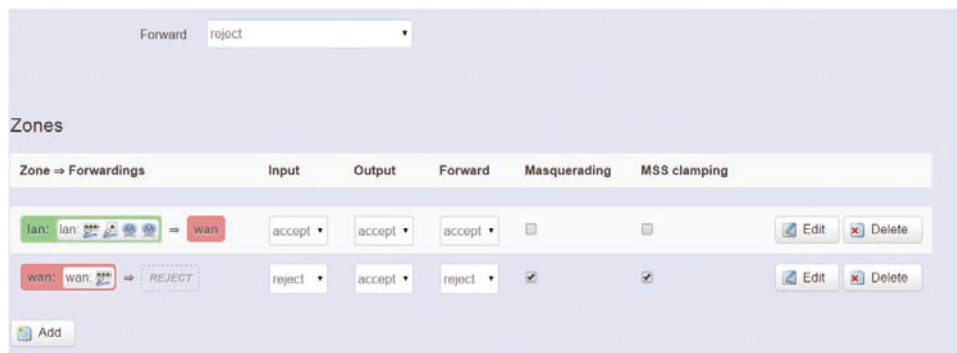 Forward reject
Zones
Zone ⇒ Forwardings Input Output Forward Masquerading MSS clamping
lan: lan: ⇒ wan accept accept accept Edit Delete
wan: wan: ⇒ REJECT reject accept reject Edit Delete
Add